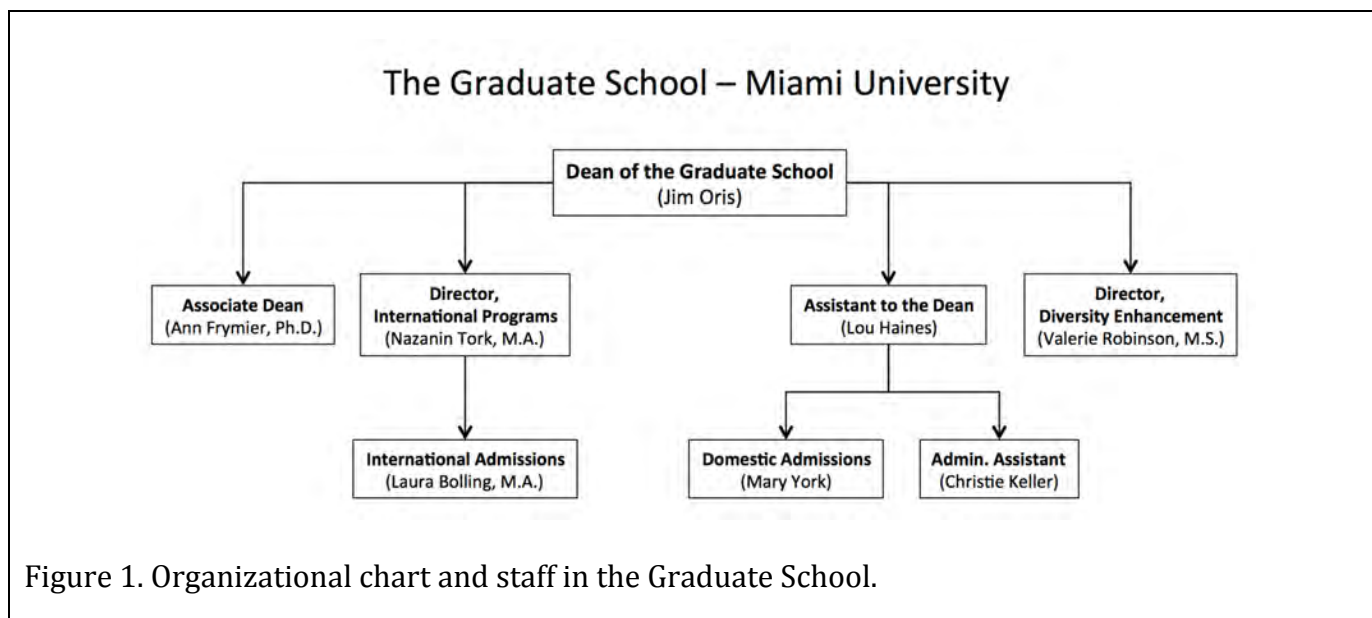 The Graduate School – Miami University
Dean of the Graduate School
(Jim Oris)
Associate Dean
(Ann Frymier, Ph.D.)
Director,
International Programs
(Nazanin Tork, M.A.)
Assistant to the Dean
(Lou Haines)
Director,
Diversity Enhancement
(Valerie Robinson, M.S.)
International Admissions
(Laura Bolling, M.A.)
Domestic Admissions
(Mary York)
Admin. Assistant
(Christie Keller)
Figure 1. Organizational chart and staff in the Graduate School.